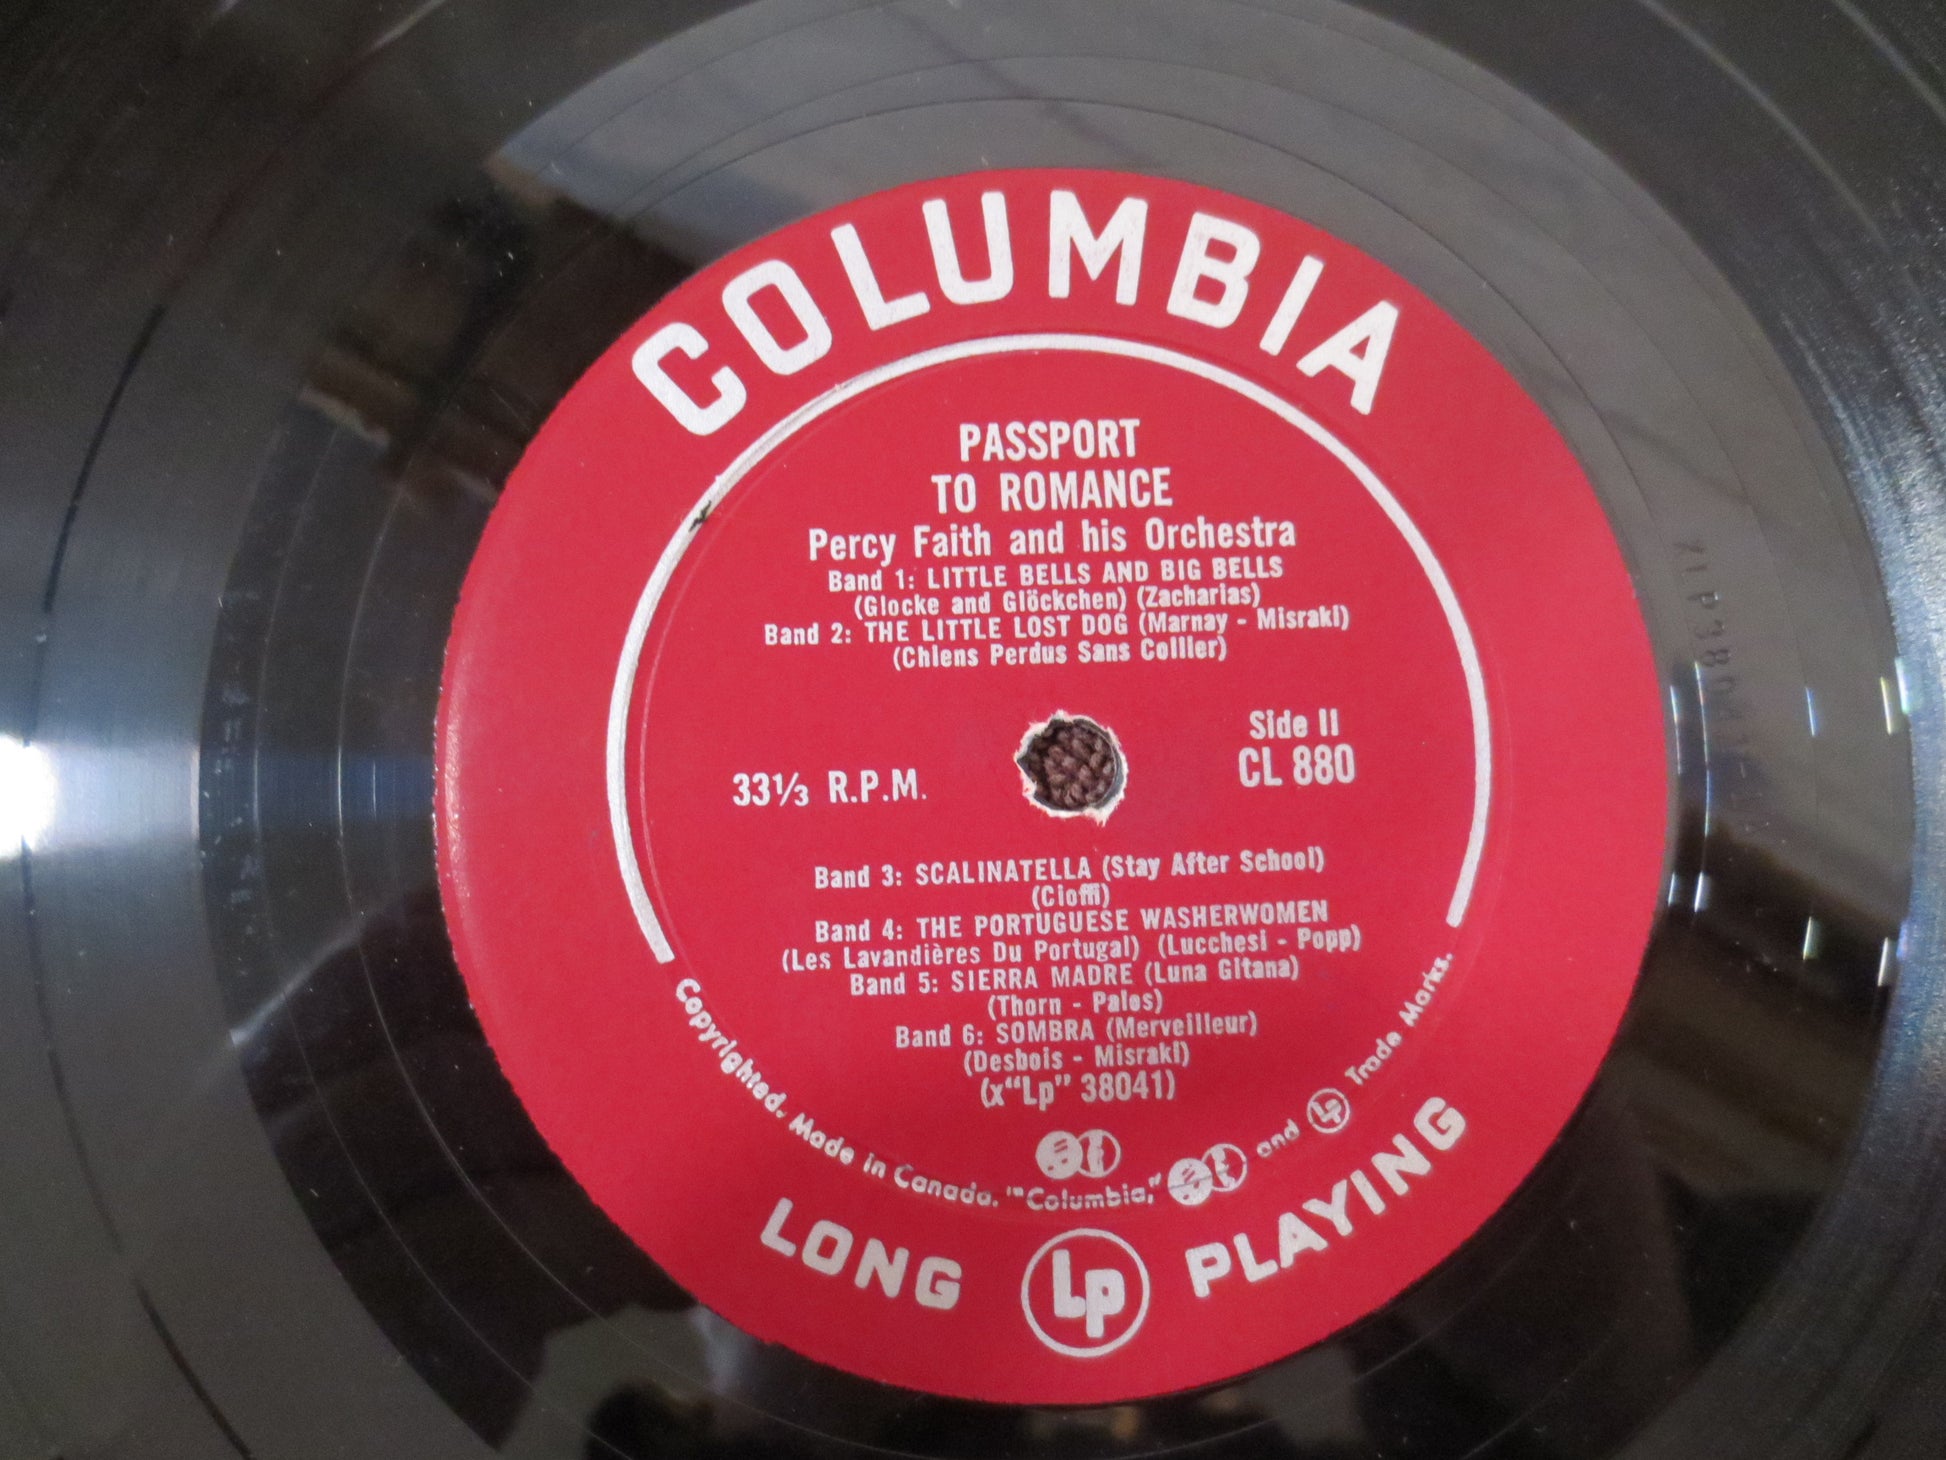 COLUMBIA
PASSPORT
TO ROMANCE
Percy Faith and his Orchestra
Band 1: LITTLE BELLS AND BIG BELLS
(Glocke and Glöckchen) (Zacharias)
Band 2: THE LITTLE LOST DOG (Marnay - Misraki)
(Chiens Perdus Sans Collier)
Side II
33⅓ R.P.M.
CL 880
Band 3: SCALINATELLA (Stay After School)
(Cioffi)
Band 4: THE PORTUGUESE WASHERWOMEN
(Les Lavandières Du Portugal) (Lucchesi - Popp)
Band 5: SIERRA MADRE (Luna Gitana)
(Thorn - Palos)
Band 6: SOMBRA (Merveilleur)
(Desbois - Misraki)
(x"Lp" 38041)
Copyrighted. Made in Canada. "Columbia," and Lp Trade Marks.
LONG Lp PLAYING